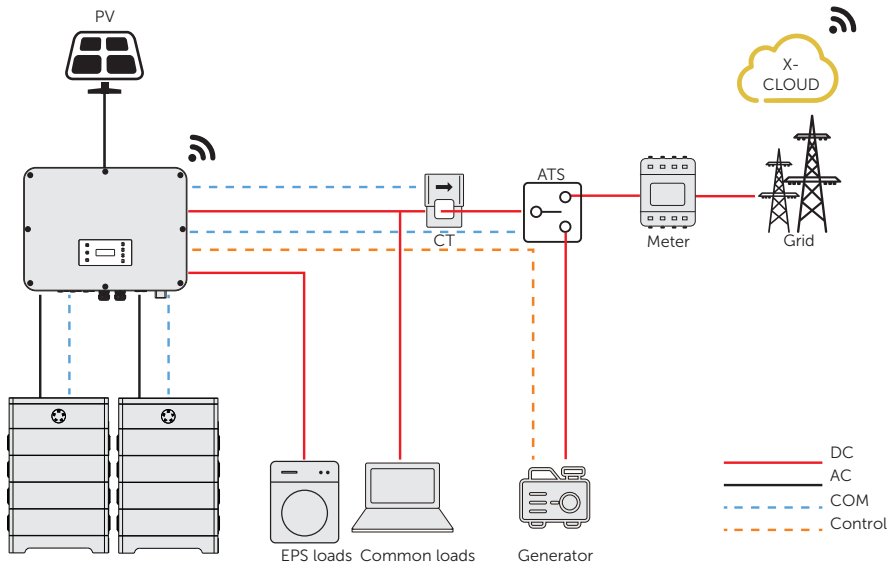 PV
X-
CLOUD
ATS
CT
Meter
Grid
EPS loads
Common loads
Generator
DC
AC
COM
Control